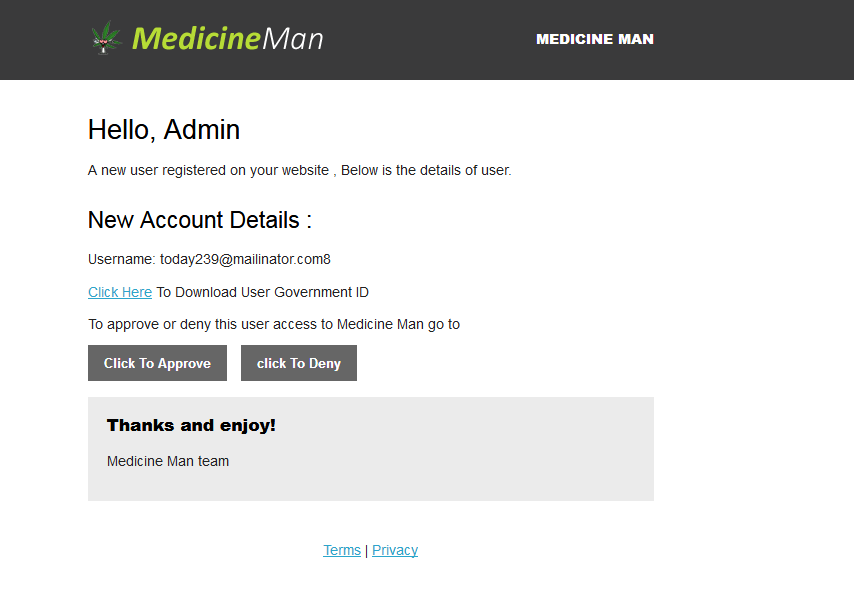 MedicineMan
MEDICINE MAN
Hello, Admin
A new user registered on your website , Below is the details of user.
New Account Details :
Username: today239@mailinator.com8
Click Here To Download User Government ID
To approve or deny this user access to Medicine Man go to
Click To Approve
click To Deny
Thanks and enjoy!
Medicine Man team
Terms | Privacy